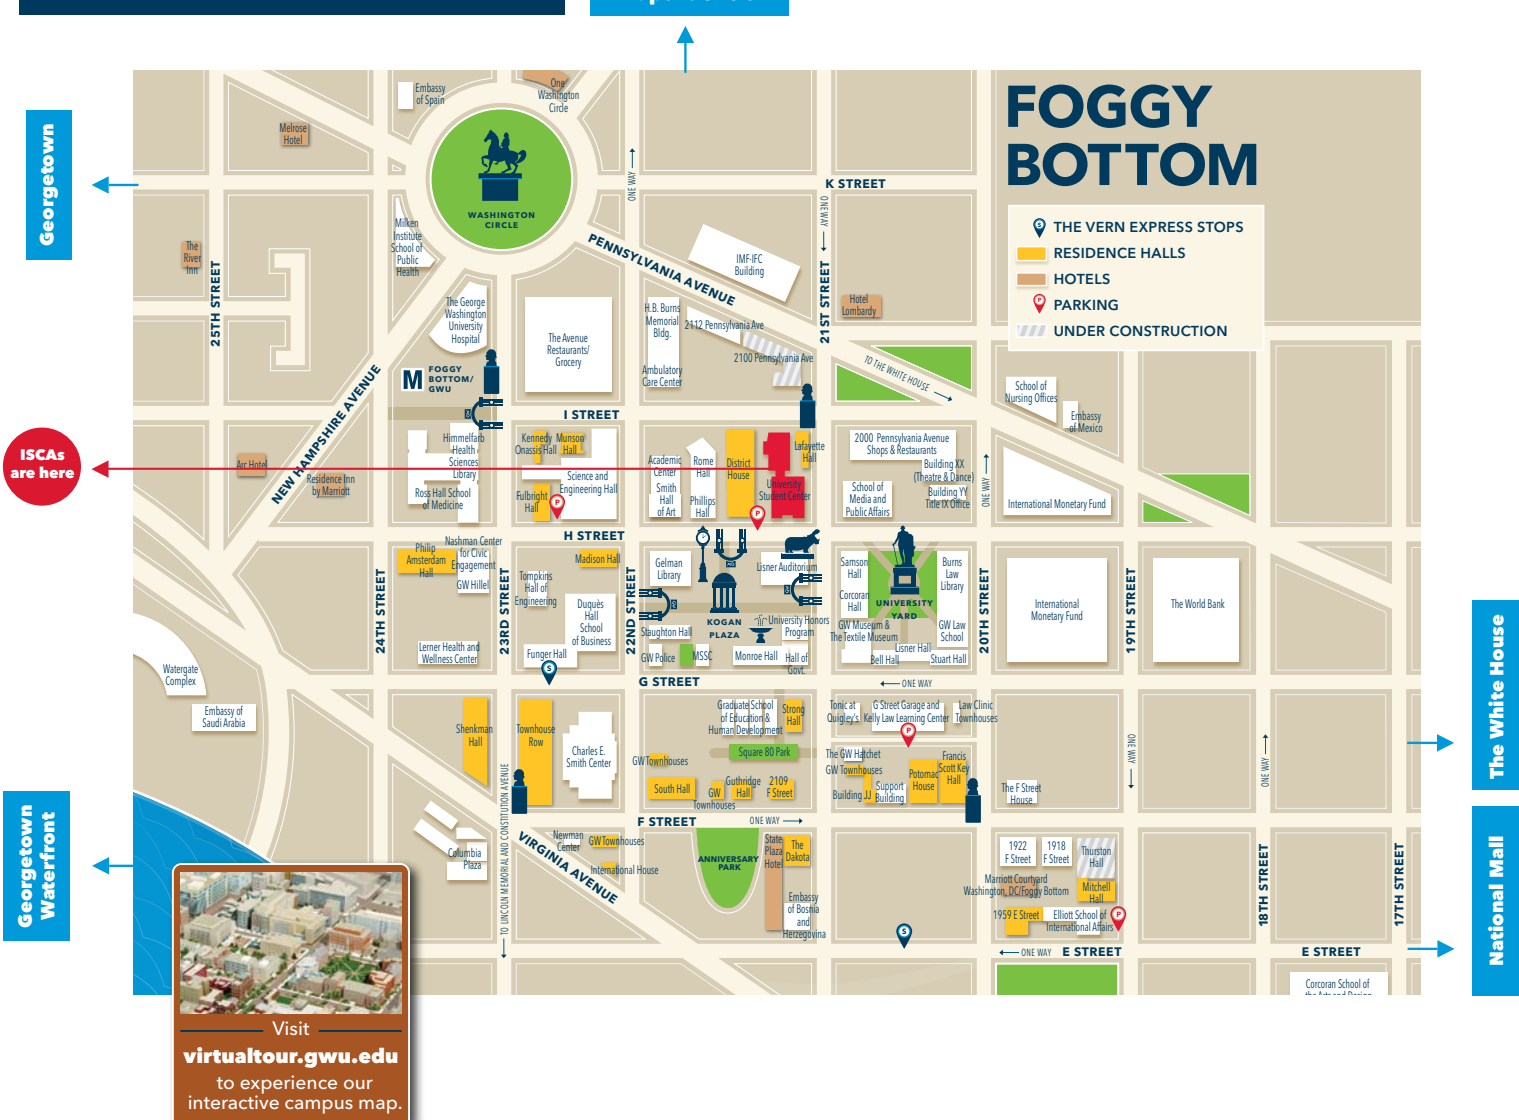 FOGGY
BOTTOM
THE VERN EXPRESS STOPS
RESIDENCE HALLS
HOTELS
PARKING
UNDER CONSTRUCTION
Georgetown
Georgetown
Waterfront
The White House
National Mall
ISCAs
are here
Embassy
of Spain
One
Washington
Circle
Melrose
Hotel
WASHINGTON
CIRCLE
ONE WAY
K STREET
ONE WAY
Milken
Institute
School of
Public
Health
The
River
Inn
25TH STREET
PENNSYLVANIA AVENUE
IMF-IFC
Building
21ST STREET
Hotel
Lombardy
The George
Washington
University
Hospital
The Avenue
Restaurants/
Grocery
H.B. Burns
Memorial
Bldg.
2112 Pennsylvania Ave
2100 Pennsylvania Ave
Ambulatory
Care Center
TO THE WHITE HOUSE
M
FOGGY
BOTTOM/
GWU
School of
Nursing Offices
Embassy
of Mexico
NEW HAMPSHIRE AVENUE
I STREET
Himmelfarb
Health
Sciences
Library
Kennedy
Onassis Hall
Munson
Hall
Science and
Engineering Hall
Fulbright
Hall
P
Ross Hall School
of Medicine
Arc Hotel
Residence Inn
by Marriott
Academic
Center
Smith
Hall
of Art
Rome
Hall
Phillips
Hall
District
House
University
Student Center
Lafayette
Hall
P
2000 Pennsylvania Avenue
Shops & Restaurants
Building XX
(Theatre & Dance)
Building YY
Title IX Office
School of
Media and
Public Affairs
ONE WAY
International Monetary Fund
H STREET
Philip
Amsterdam
Hall
Nashman Center
for Civic
Engagement
GW Hillel
Tompkins
Hall of
Engineering
Madison Hall
Duquès
Hall
School
of Business
Funger Hall
S
Lerner Health and
Wellness Center
24TH STREET
23RD STREET
22ND STREET
Gelman
Library
Lisner Auditorium
KOGAN
PLAZA
University Honors
Program
Staughton Hall
GW Police
MSSC
Monroe Hall
Hall of
Govt.
Samson
Hall
Corcoran
Hall
GW Museum &
The Textile Museum
UNIVERSITY
YARD
Burns
Law
Library
GW Law
School
Lisner Hall
Bell Hall
Stuart Hall
20TH STREET
International
Monetary Fund
19TH STREET
The World Bank
G STREET
ONE WAY
Watergate
Complex
Embassy of
Saudi Arabia
Shenkman
Hall
Townhouse
Row
Charles E.
Smith Center
Graduate School
of Education &
Human Development
Strong
Hall
Square 80 Park
GW Townhouses
South Hall
GW
Townhouses
Guthridge
Hall
2109
F Street
Tonic at
Quigley's
G Street Garage and
Kelly Law Learning Center
Law Clinic
Townhouses
P
The GW Hatchet
GW Townhouses
Building JJ
Support
Building
Potomac
House
Francis
Scott Key
Hall
The F Street
House
ONE WAY
ONE WAY
F STREET
ONE WAY
TO LINCOLN MEMORIAL AND CONSTITUTION AVENUE
VIRGINIA AVENUE
Columbia
Plaza
Newman
Center
GW Townhouses
International House
ANNIVERSARY
PARK
State
Plaza
Hotel
The
Dakota
Embassy
of Bosnia
and
Herzegovina
S
1922
F Street
1918
F Street
Thurston
Hall
Marriott Courtyard
Washington, DC/Foggy Bottom
Mitchell
Hall
1959 E Street
Elliott School of
International Affairs
P
ONE WAY
E STREET
E STREET
18TH STREET
17TH STREET
Corcoran School of
Visit
virtualtour.gwu.edu
to experience our
interactive campus map.